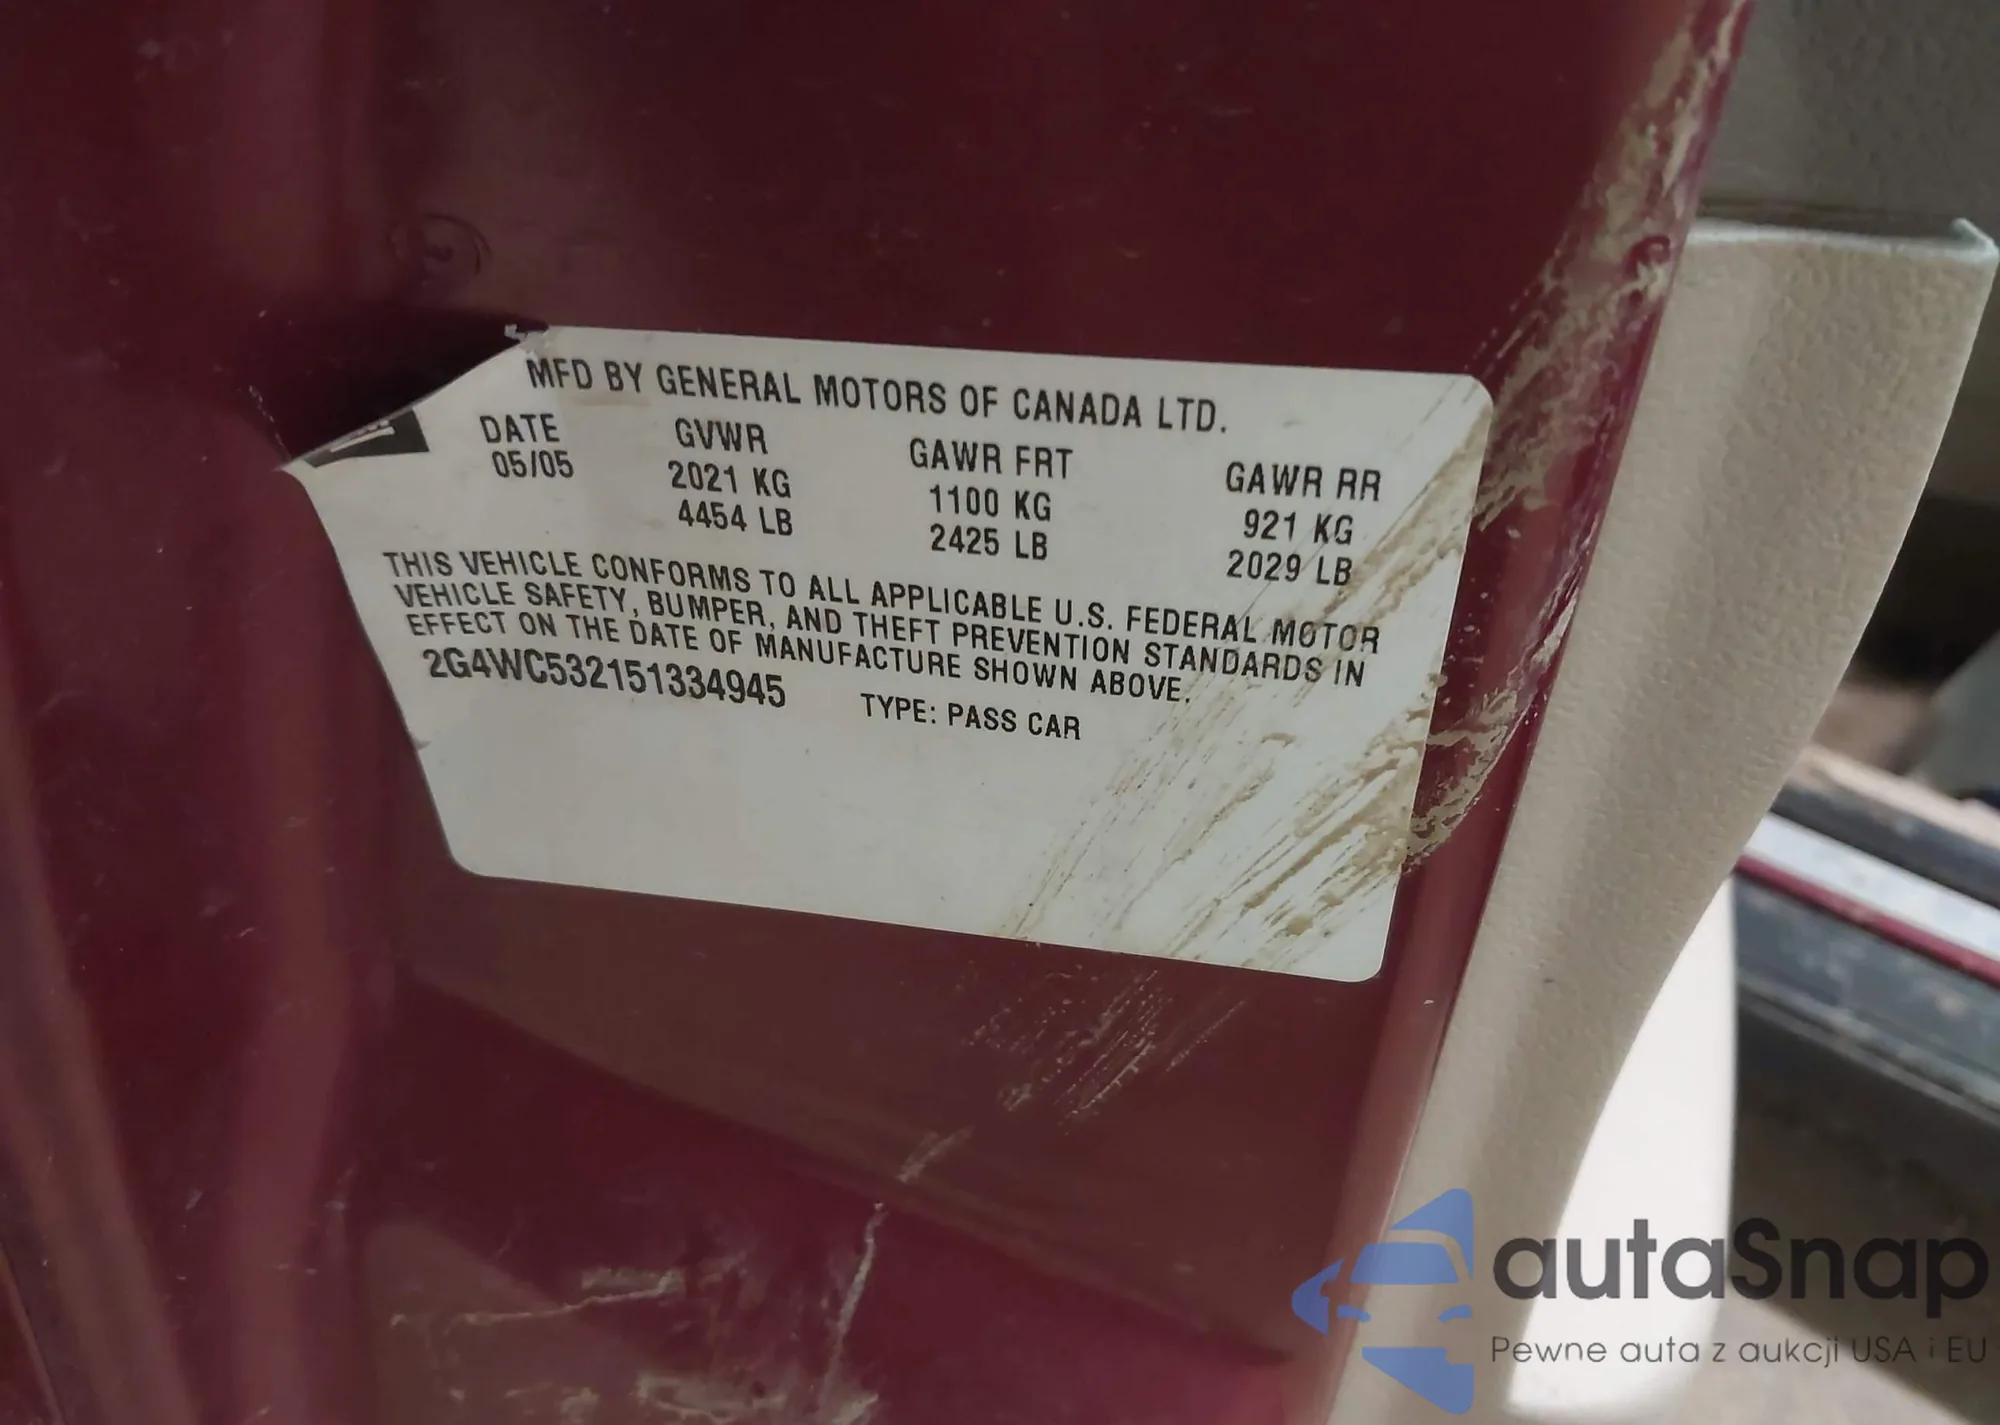 MFD BY GENERAL MOTORS OF CANADA LTD.
DATE GVWR GAWR FRT GAWR RR
05/05 2021 KG 1100 KG 921 KG
4454 LB 2425 LB 2029 LB
THIS VEHICLE CONFORMS TO ALL APPLICABLE U.S. FEDERAL MOTOR
VEHICLE SAFETY, BUMPER, AND THEFT PREVENTION STANDARDS IN
EFFECT ON THE DATE OF MANUFACTURE SHOWN ABOVE.
2G4WC532151334945 TYPE: PASS CAR
autaSnap
Pewne auta z aukcji USA i EU